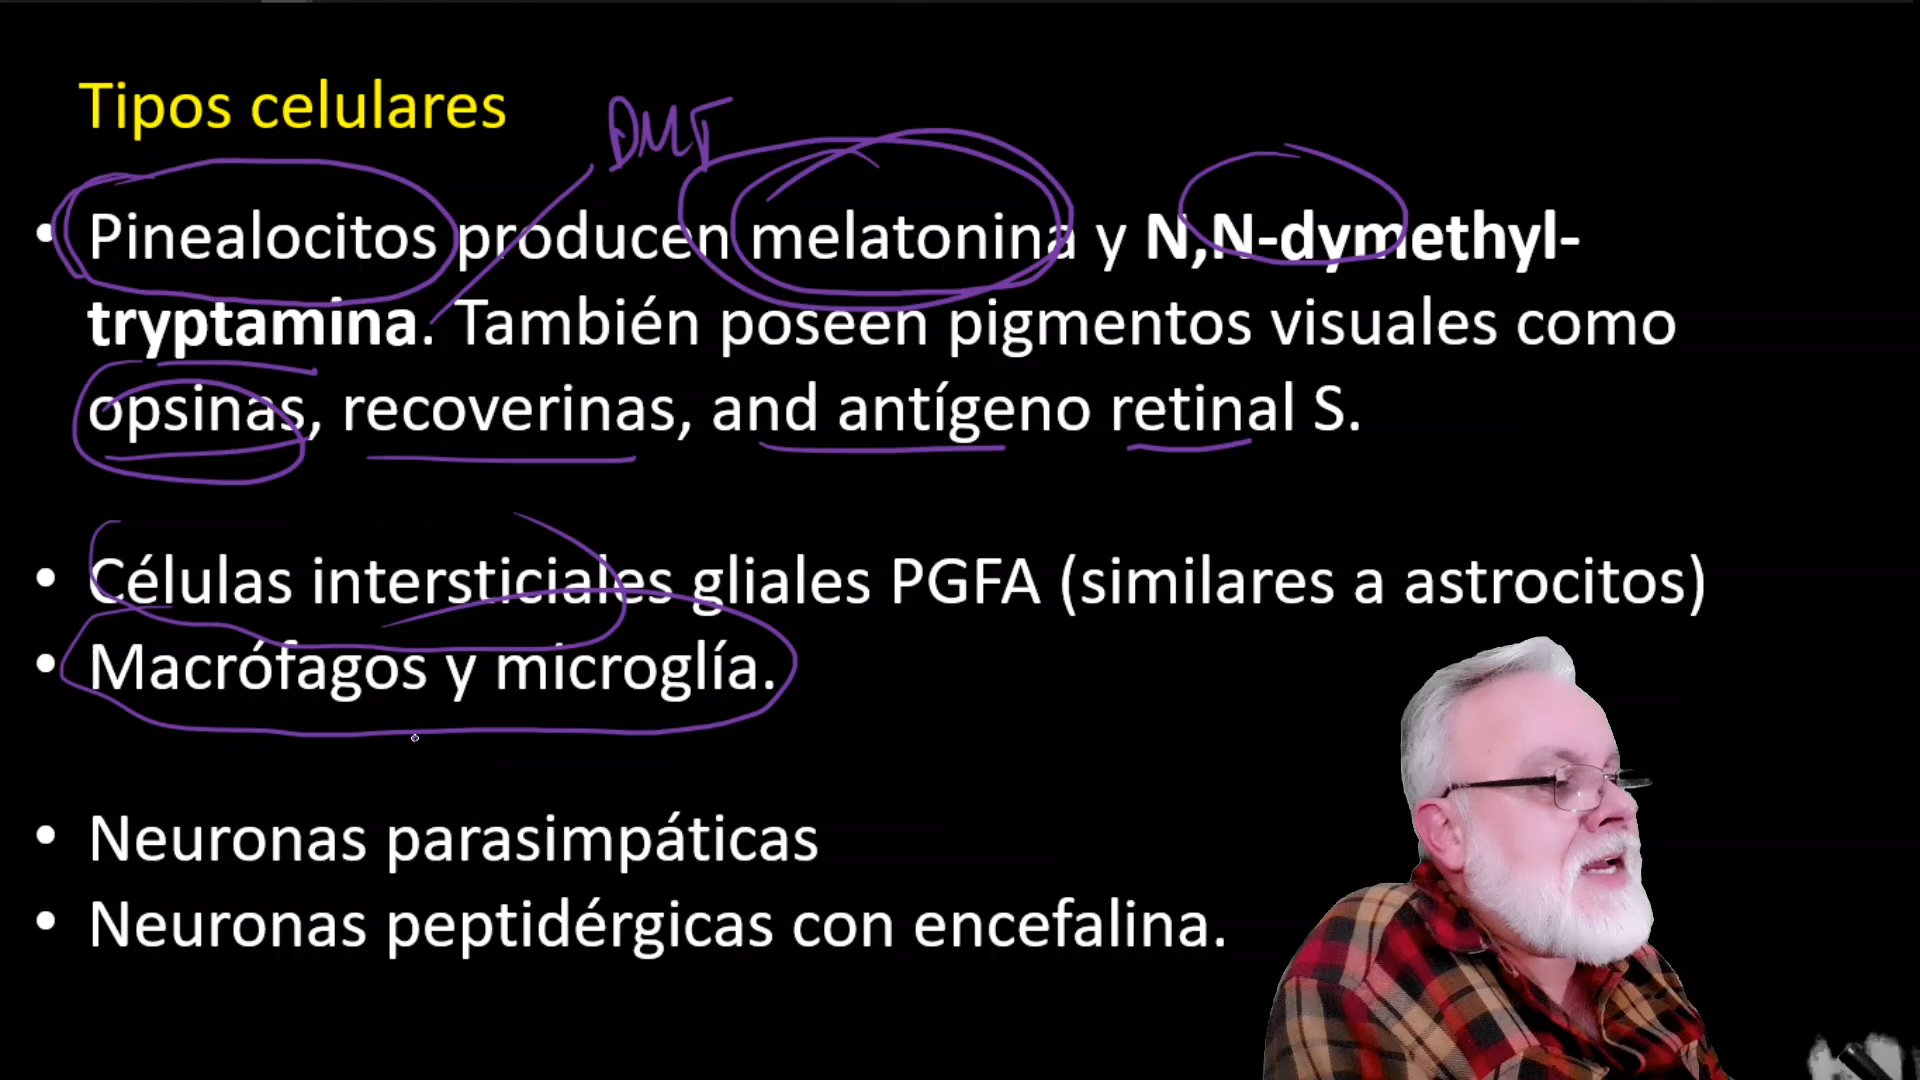 Tipos celulares
DMT
• Pinealocitos producen melatonina y N,N-dymethyl-
tryptamina. También poseen pigmentos visuales como
opsinas, recoverinas, and antígeno retinal S.
• Células intersticiales gliales PGFA (similares a astrocitos)
• Macrófagos y microglía.
• Neuronas parasimpáticas
• Neuronas peptidérgicas con encefalina.